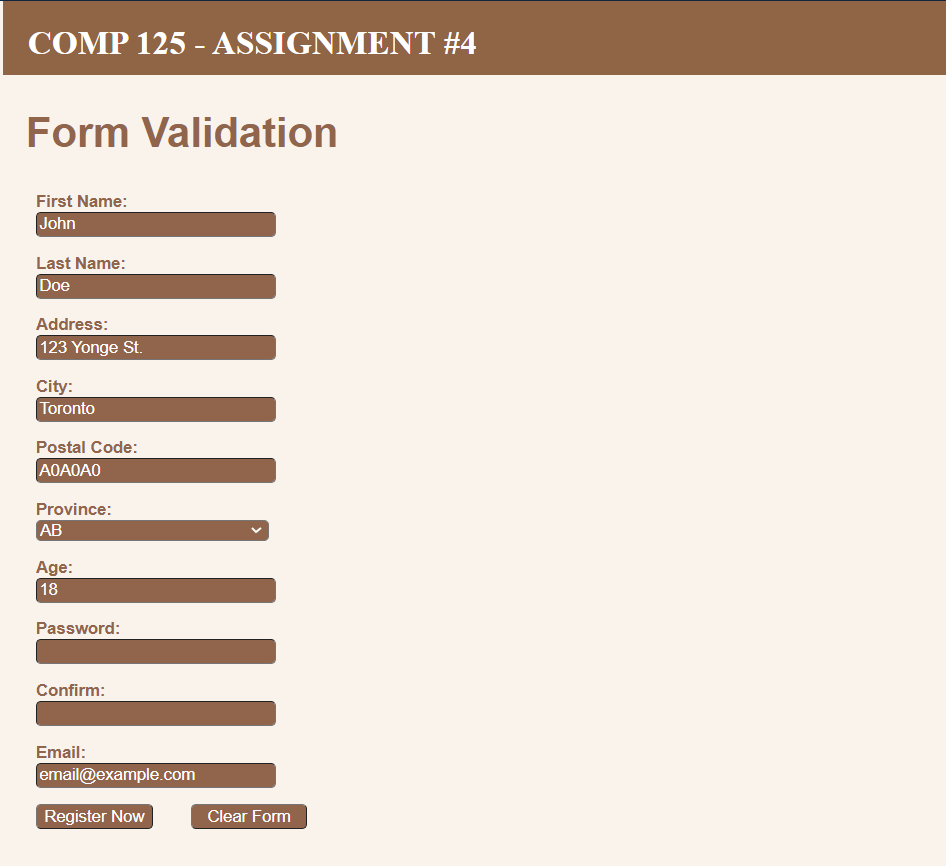 COMP 125 - ASSIGNMENT #4
Form Validation
First Name:
John
Last Name:
Doe
Address:
123 Yonge St.
City:
Toronto
Postal Code:
A0A0A0
Province:
AB
Age:
18
Password:
Confirm:
Email:
email@example.com
Register Now Clear Form